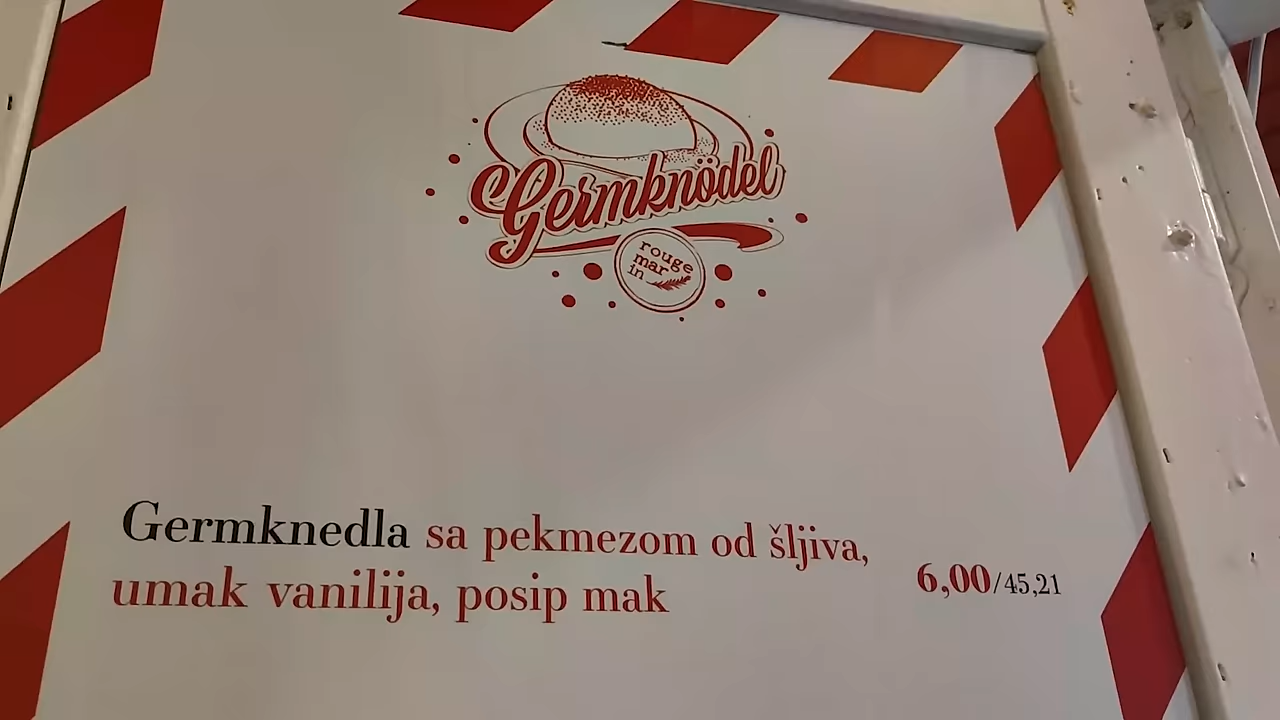 Germknödel
rouge
mar
in
Germknedla sa pekmezom od šljiva,
umak vanilija, posip mak
6,00/45,21